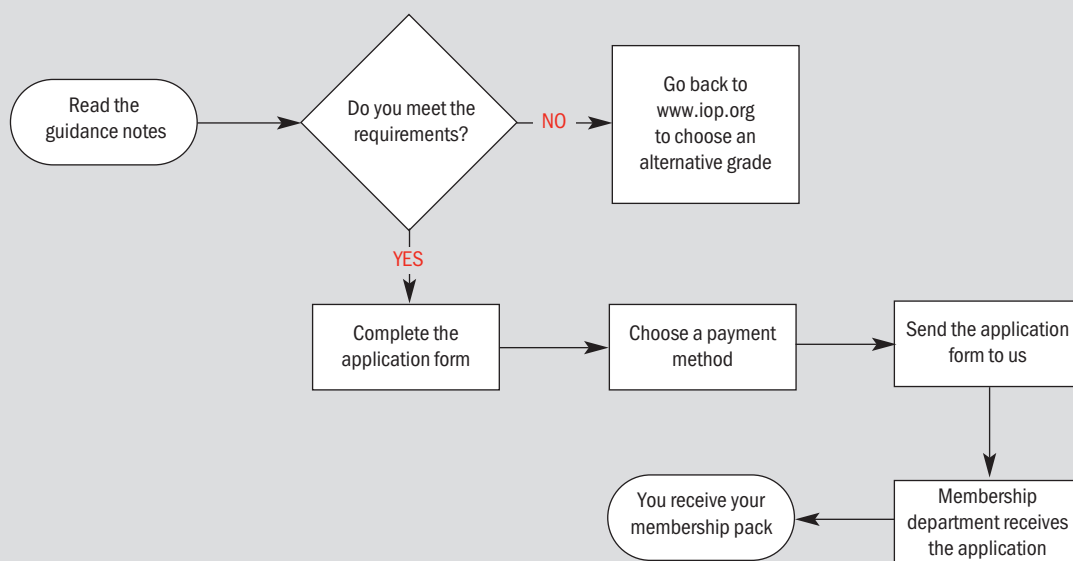 Read the
guidance notes
Do you meet the
requirements?
NO
Go back to
www.iop.org
to choose an
alternative grade
YES
Complete the
application form
Choose a payment
method
Send the application
form to us
Membership
department receives
the application
You receive your
membership pack